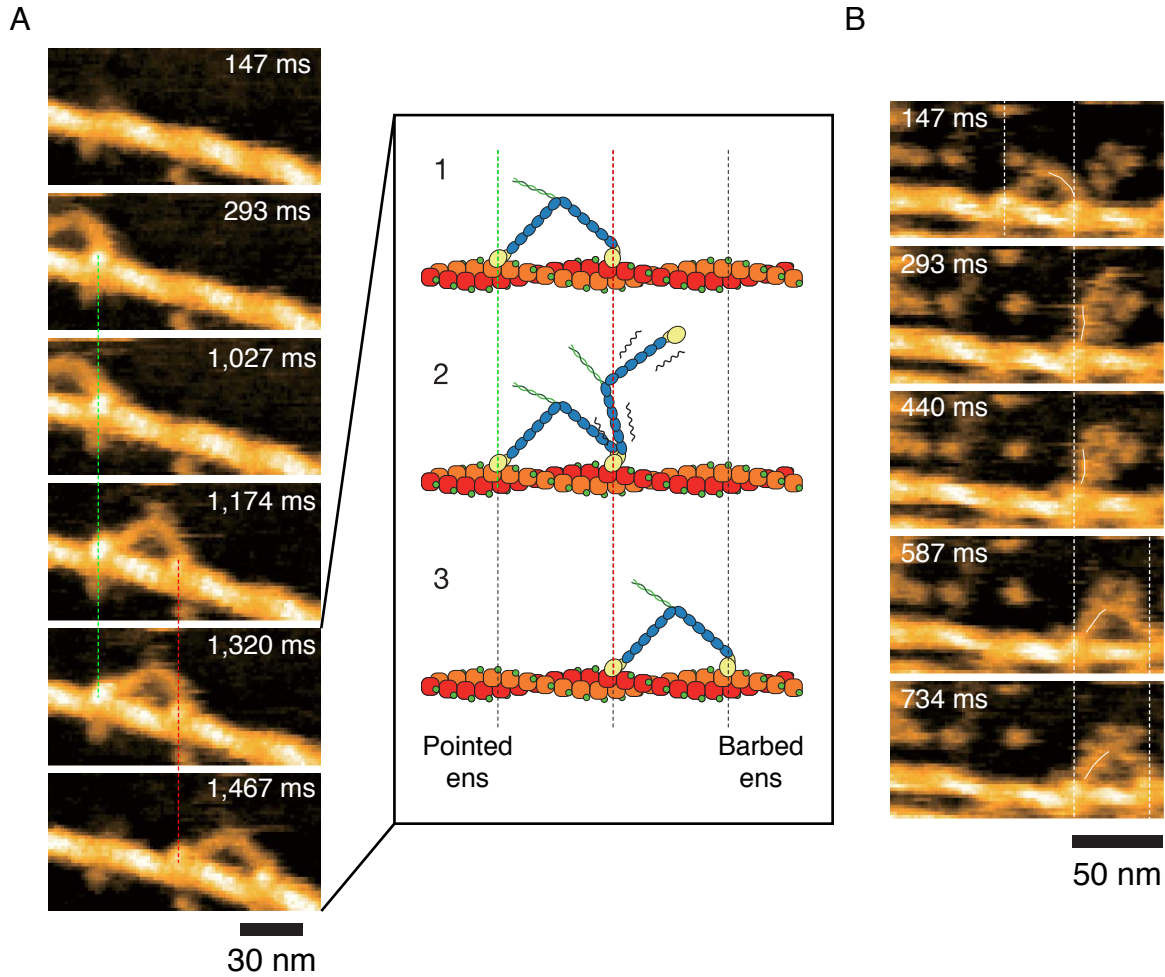 A
147 ms
293 ms
1,027 ms
1,174 ms
1,320 ms
1,467 ms
30 nm
1
2
3
Pointed
ens
Barbed
ens
B
147 ms
293 ms
440 ms
587 ms
734 ms
50 nm